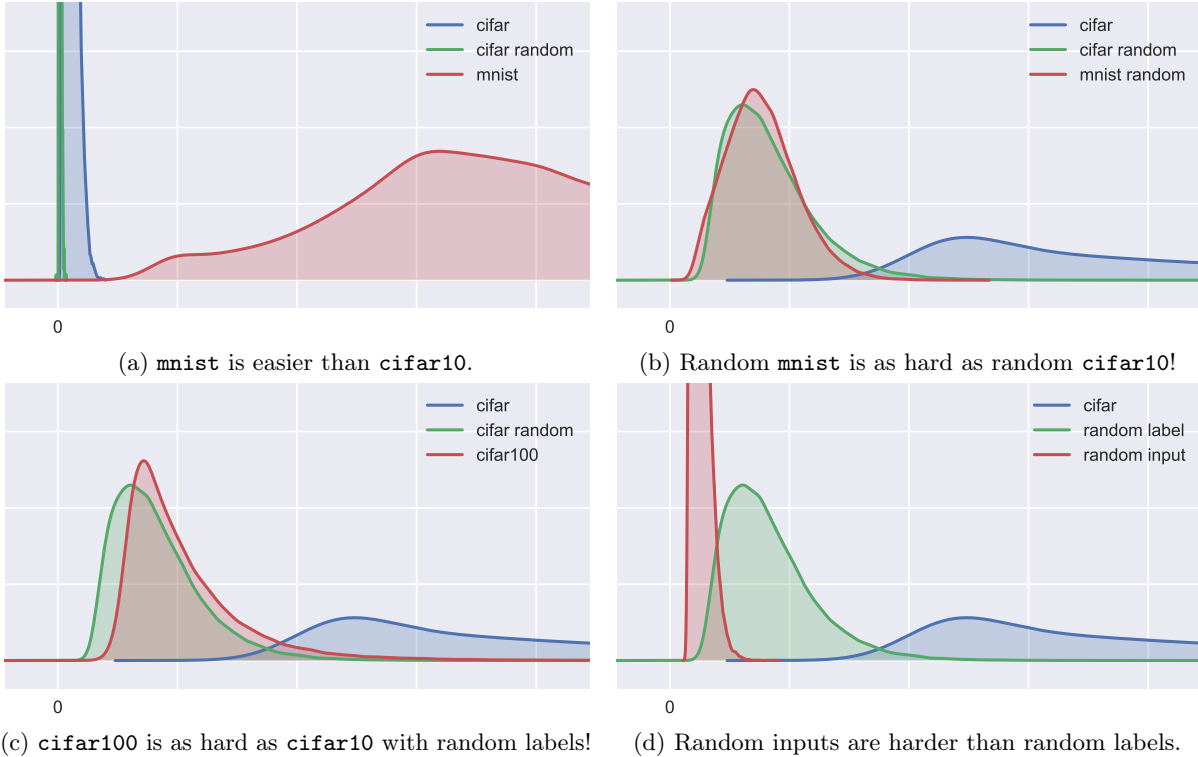 cifar
cifar random
mnist
0
(a) mnist is easier than cifar10.
cifar
cifar random
mnist random
0
(b) Random mnist is as hard as random cifar10!
cifar
cifar random
cifar100
0
(c) cifar100 is as hard as cifar10 with random labels!
cifar
random label
random input
0
(d) Random inputs are harder than random labels.